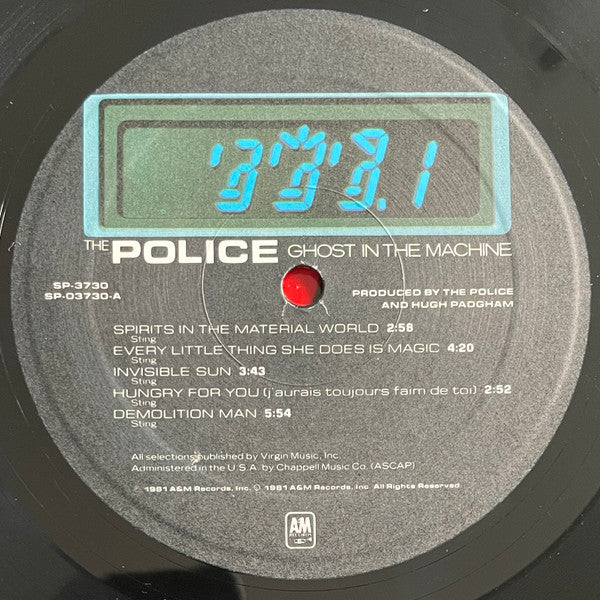 THE POLICE GHOST IN THE MACHINE
SP-3730
SP-03730-A
PRODUCED BY THE POLICE
AND HUGH PADGHAM
SPIRITS IN THE MATERIAL WORLD 2:58
Sting
EVERY LITTLE THING SHE DOES IS MAGIC 4:20
Sting
INVISIBLE SUN 3:43
Sting
HUNGRY FOR YOU (j'aurais toujours faim de toi) 2:52
Sting
DEMOLITION MAN 5:54
Sting
All selections published by Virgin Music, Inc.
Administered in the U.S.A. by Chappell Music Co. (ASCAP)
℗ 1981 A&M Records, Inc. © 1981 A&M Records, Inc. All Rights Reserved
A&M
RECORDS